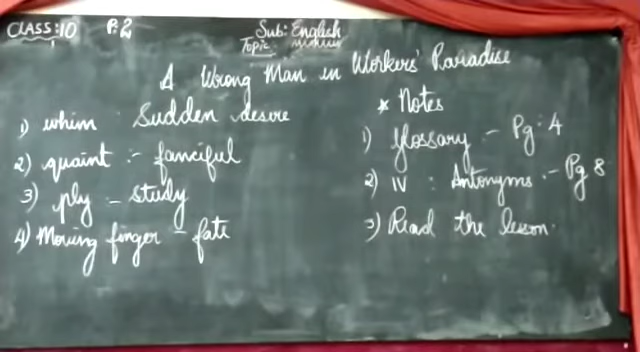 CLASS: 10 P: 2 Sub: English
Topic
A Wrong Man in Workers' Paradise
1) whim Sudden desire
2) quaint :- fanciful
3) ply - study
4) Moving finger - fate
* Notes
1) glossary - Pg: 4
2) IV : Antonyms - Pg 8
3) Read the lesson.